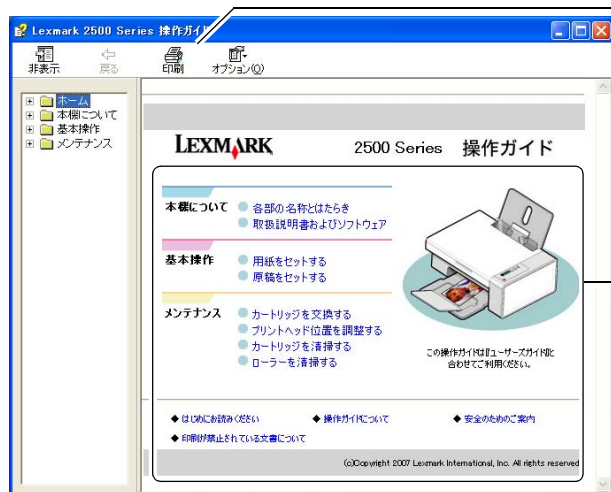 Lexmark 2500 Series 操作ガイド
非表示 戻る 印刷 オプション(O)
ホーム
本機について
基本操作
メンテナンス
LEXMARK 2500 Series 操作ガイド
本機について
各部の名称とはたらき
取扱説明書およびソフトウェア
基本操作
用紙をセットする
原稿をセットする
メンテナンス
カートリッジを交換する
プリントヘッド位置を調整する
カートリッジを清掃する
ローラーを清掃する
この操作ガイドは『ユーザーズガイド』と
合わせてご利用ください。
◆ はじめにお読みください ◆ 操作ガイドについて ◆ 安全のためのご案内
◆ 印刷が禁止されている文書について
(c)Copyright 2007 Lexmark International, Inc. All rights reserved